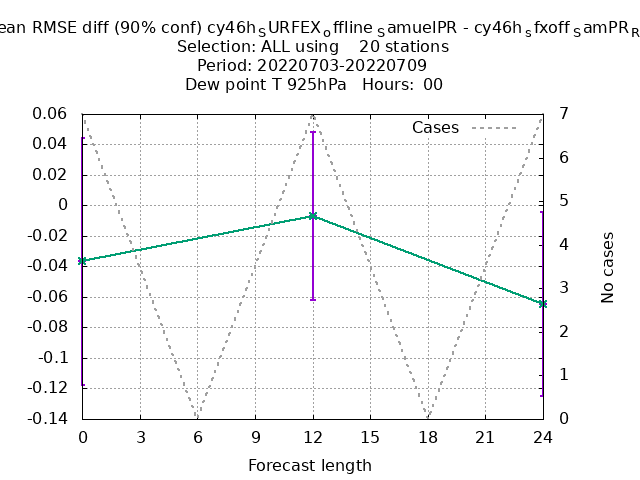 ean RMSE diff (90% conf) cy46hSURFEXoffline SamuelPR - cy46hsfxoffSamPRR
Selection: ALL using 20 stations
Period: 20220703-20220709
Dew point T 925hPa Hours: 00
Cases
0.06
0.04
0.02
0
-0.02
-0.04
-0.06
-0.08
-0.1
-0.12
-0.14
7
6
5
4
3
2
1
0
No cases
0 3 6 9 12 15 18 21 24
Forecast length